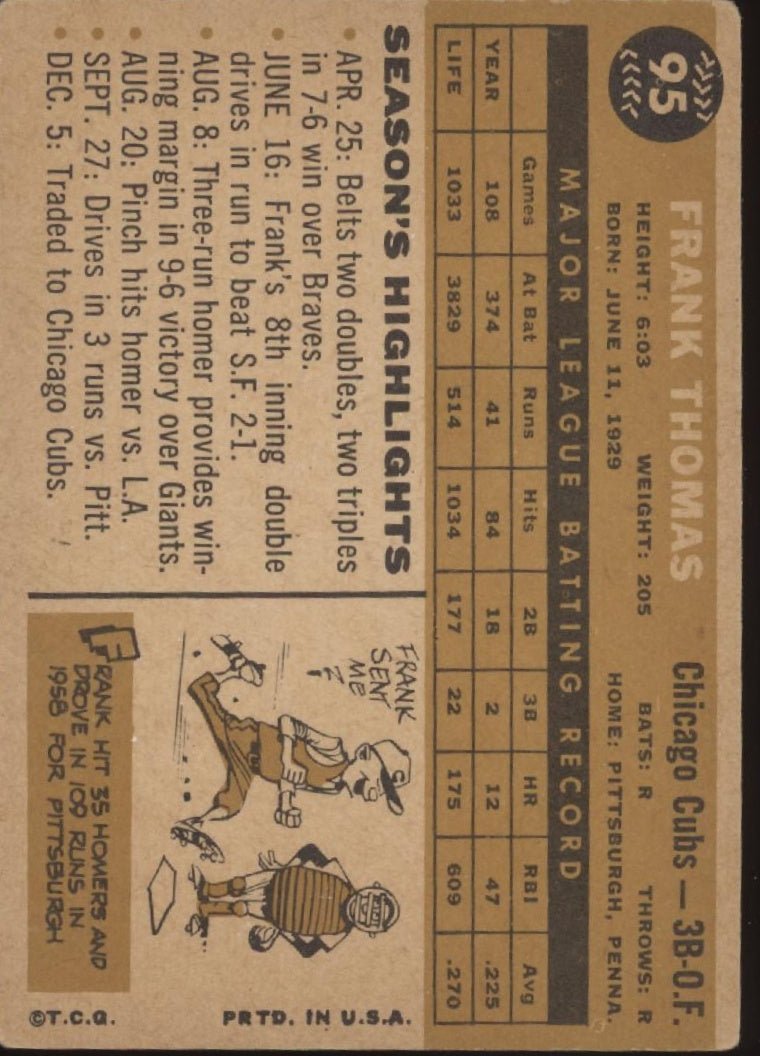 95
FRANK THOMAS
Chicago Cubs — 3B-O.F.
HEIGHT: 6:03 WEIGHT: 205 BATS: R THROWS: R
BORN: JUNE 11, 1929 HOME: PITTSBURGH, PENNA.
MAJOR LEAGUE BATTING RECORD
Games At Bat Runs Hits 2B 3B HR RBI Avg
YEAR 108 374 41 84 18 2 12 47 .225
LIFE 1033 3829 514 1034 177 22 175 609 .270
SEASON'S HIGHLIGHTS
• APR. 25: Belts two doubles, two triples
in 7-6 win over Braves.
• JUNE 16: Frank's 8th inning double
drives in run to beat S.F. 2-1.
• AUG. 8: Three-run homer provides win-
ning margin in 9-6 victory over Giants.
• AUG. 20: Pinch hits homer vs. L.A.
• SEPT. 27: Drives in 3 runs vs. Pitt.
• DEC. 5: Traded to Chicago Cubs.
FRANK
SENT
ME
C
FRANK HIT 35 HOMERS AND
DROVE IN 109 RUNS IN
1958 FOR PITTSBURGH
©T.C.G. PRTD. IN U.S.A.